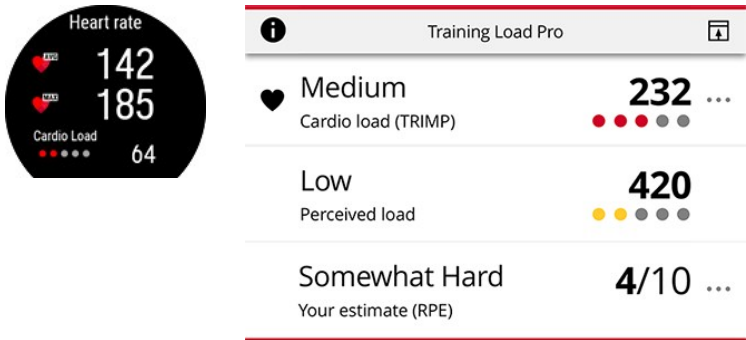 Heart rate
AVG 142
MAX 185
Cardio Load
64
Training Load Pro
Medium 232
Cardio load (TRIMP)
Low 420
Perceived load
Somewhat Hard 4/10
Your estimate (RPE)